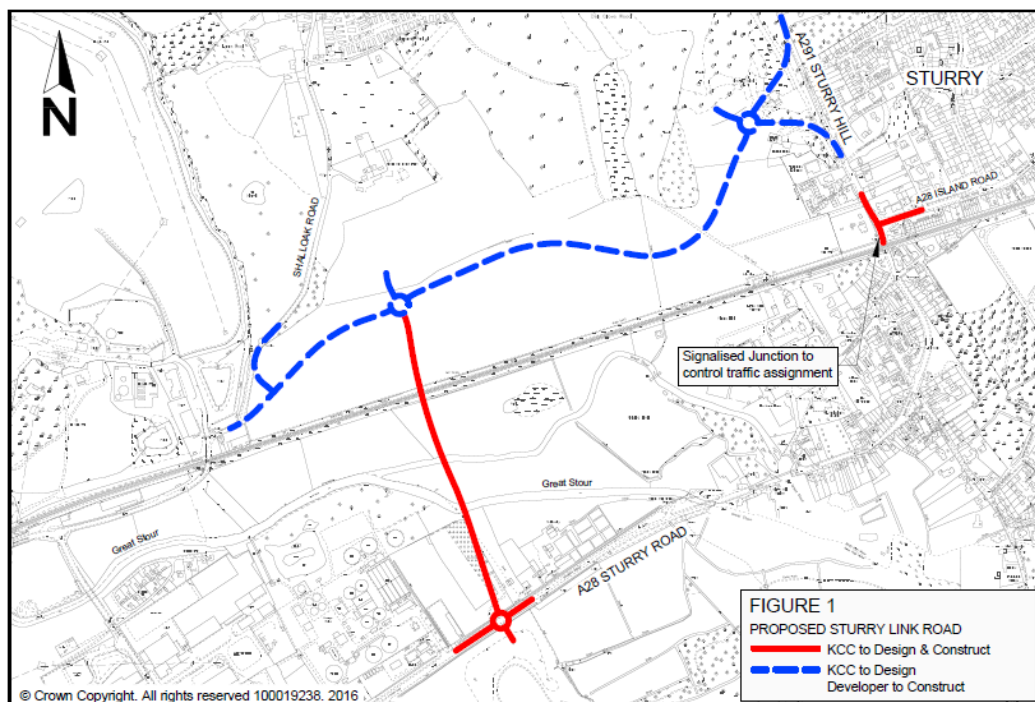 N
A291 STURRY HILL
STURRY
A28 ISLAND ROAD
SHALLOAK ROAD
Signalised Junction to
control traffic assignment
Great Stour
Great Stour
A28 STURRY ROAD
FIGURE 1
PROPOSED STURRY LINK ROAD
KCC to Design & Construct
KCC to Design
Developer to Construct
© Crown Copyright. All rights reserved 100019238. 2016